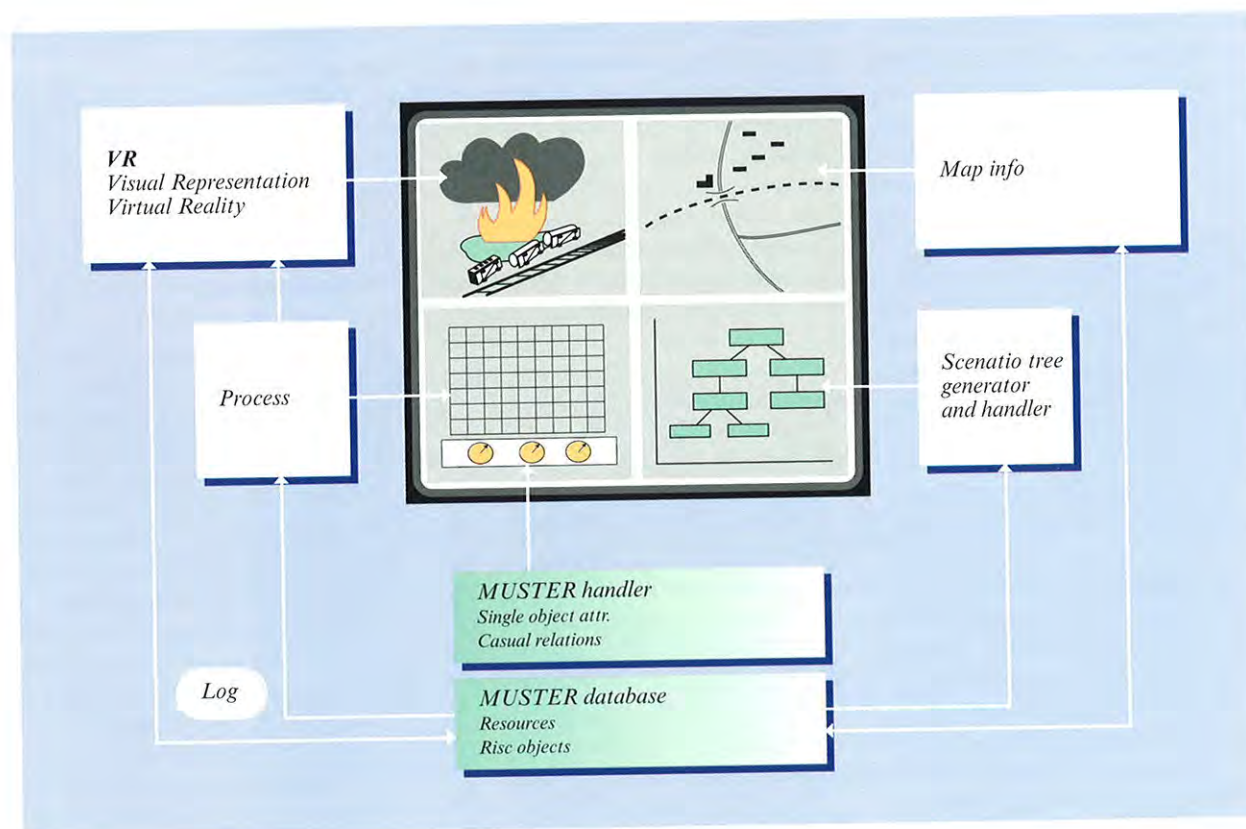 VR
Visual Representation
Virtual Reality
Map info
Process
Scenatio tree
generator
and handler
MUSTER handler
Single object attr.
Casual relations
Log
MUSTER database
Resources
Risc objects